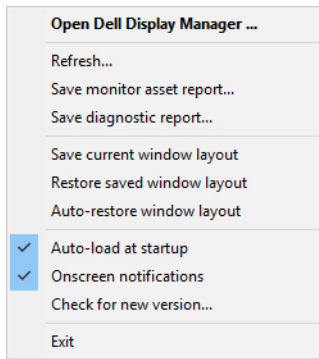 Open Dell Display Manager ...
Refresh...
Save monitor asset report...
Save diagnostic report...
Save current window layout
Restore saved window layout
Auto-restore window layout
Auto-load at startup
Onscreen notifications
Check for new version...
Exit